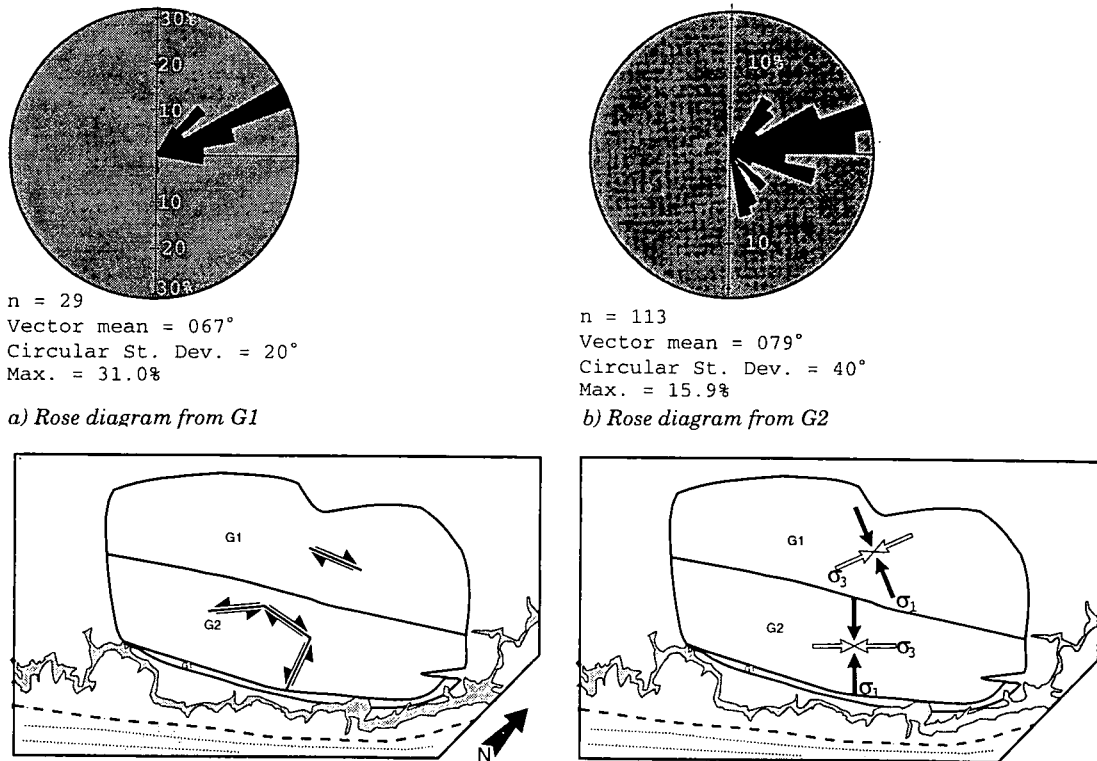 30%
20
10
10
20
30%
n = 29
Vector mean = 067°
Circular St. Dev. = 20°
Max. = 31.0%
a) Rose diagram from G1
10%
10
n = 113
Vector mean = 079°
Circular St. Dev. = 40°
Max. = 15.9%
b) Rose diagram from G2
G1
G2
N
G1
σ3
σ1
G2
σ3
σ1